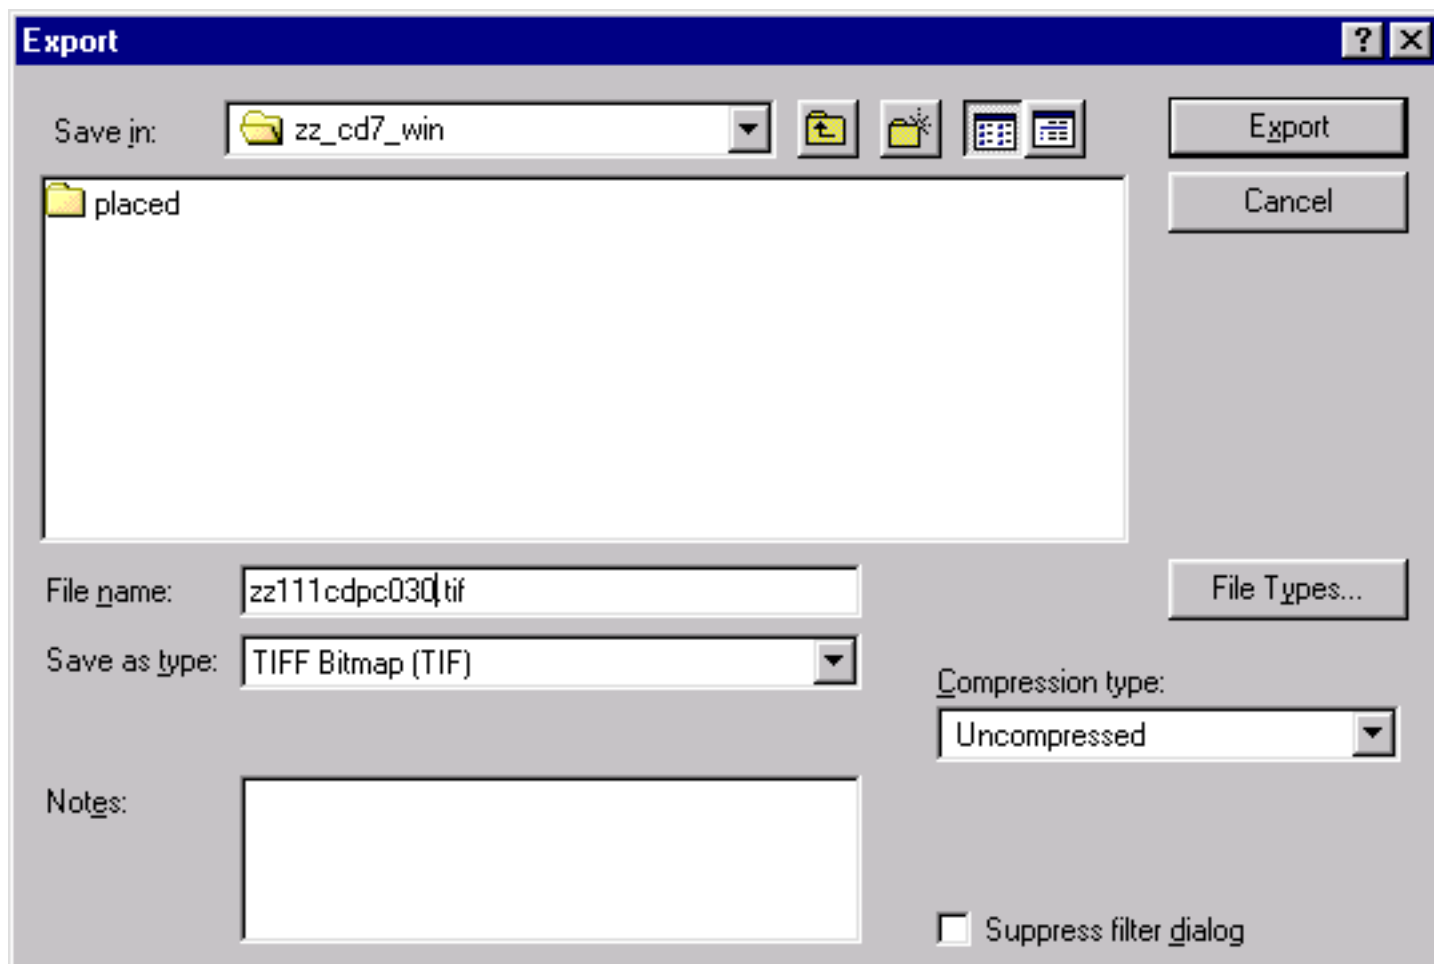 Export
Save in: zz_cd7_win
Export
placed
Cancel
File name: zz111cdpc030.tif
File Types...
Save as type: TIFF Bitmap (TIF)
Compression type:
Uncompressed
Notes:
Suppress filter dialog